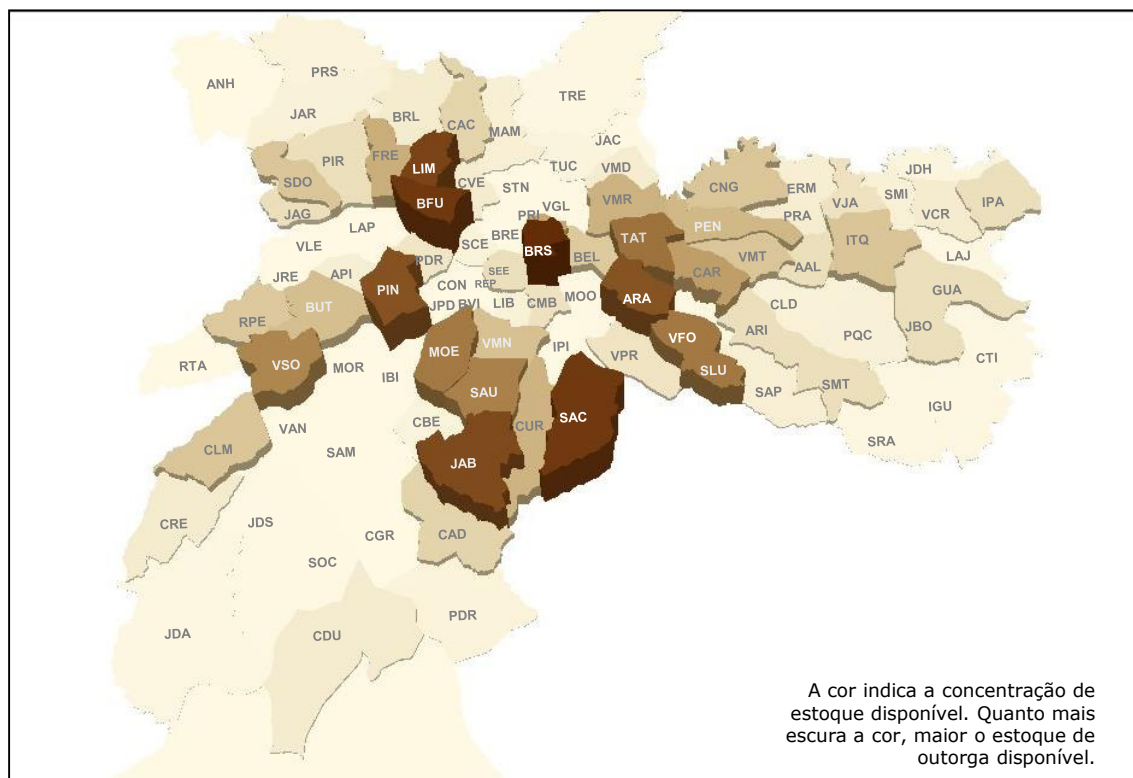 PRS
ANH
TRE
JAR
BRL
CAC
MAM
JAC
PIR
FRE
LIM
TUC
VMD
JDH
SDO
CVE
STN
CNG
ERM
SMI
IPA
BFU
VMR
VJA
VCR
JAG
VGL
PRI
PRA
LAP
BRE
TAT
PEN
ITQ
VLE
SCE
BRS
BEL
VMT
LAJ
PDR
SEE
CAR
AAL
JRE
API
CON
REP
PIN
MOO
ARA
GUA
BUT
JPD
BVI
LIB
CMB
CLD
RPE
ARI
JBO
VFO
PQC
MOE
VMN
IPI
VPR
CTI
RTA
VSO
MOR
IBI
SLU
SMT
SAU
SAP
IGU
SAC
CBE
CUR
VAN
SRA
CLM
SAM
JAB
CRE
JDS
CGR
CAD
SOC
PDR
JDA
CDU
A cor indica a concentração de
estoque disponível. Quanto mais
escura a cor, maior o estoque de
outorga disponível.